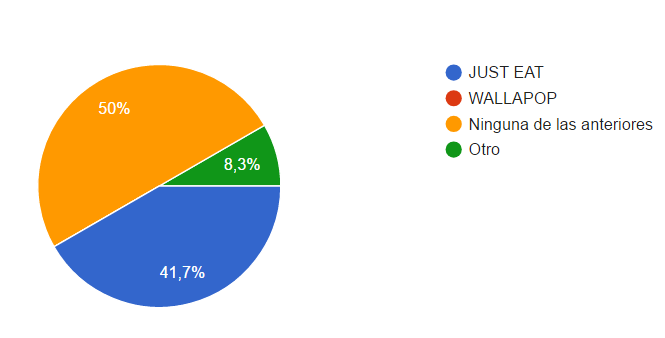 50%
8,3%
41,7%
JUST EAT
WALLAPOP
Ninguna de las anteriores
Otro